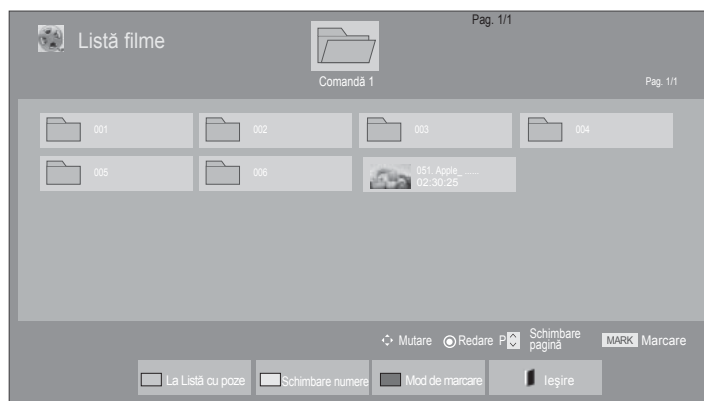 Pag. 1/1
Listă filme
Comandă 1
Pag. 1/1
001
002
003
004
005
006
051. Apple_ ......
02:30:25
Mutare
Redare
P
Schimbare
pagină
MARK
Marcare
La Listă cu poze
Schimbare numere
Mod de marcare
Ieşire